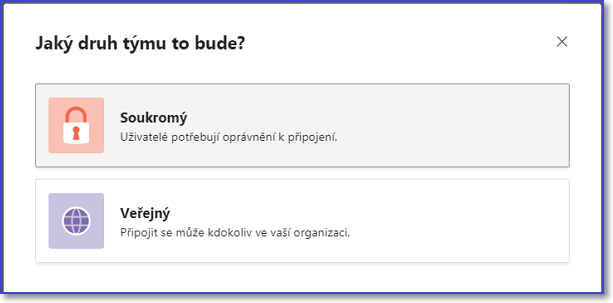 Jaký druh týmu to bude?
Soukromý
Uživatelé potřebují oprávnění k připojení.
Veřejný
Připojit se může kdokoliv ve vaší organizaci.